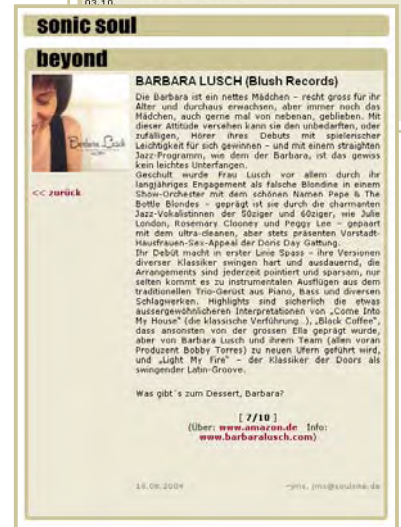 03.10
sonic soul
beyond
BARBARA LUSCH (Blush Records)
Die Barbara ist ein nettes Mädchen – recht gross für ihr
Alter und durchaus erwachsen, aber immer noch das
Mädchen, auch gerne mal von nebenan, geblieben. Mit
dieser Attitüde versehen kann sie den unbedarften, oder
zufälligen, Hörer ihres Debuts mit spielerischer
Leichtigkeit für sich gewinnen – und mit einem straighten
Jazz-Programm, wie dem der Barbara, ist das gewiss
kein leichtes Unterfangen.
Geschult wurde Frau Lusch vor allem durch ihr
langjähriges Engagement als falsche Blondine in einem
Show-Orchester mit dem schönen Namen Pepe & The
Bottle Blondes – geprägt ist sie durch die charmanten
Jazz-Vokalistinnen der 50ziger und 60ziger, wie Julie
London, Rosemary Clooney und Peggy Lee – gepaart
mit dem ultra-cleanen, aber stets präsenten Vorstadt-
Hausfrauen-Sex-Appeal der Doris Day Gattung.
Ihr Debüt macht in erster Linie Spass – ihre Versionen
diverser Klassiker swingen hart und ausdauernd, die
Arrangements sind jederzeit pointiert und sparsam, nur
selten kommt es zu instrumentalen Ausflügen aus dem
traditionellen Trio-Gerüst aus Piano, Bass und diversen
Schlagwerken. Highlights sind sicherlich die etwas
aussergewöhnlicheren Interpretationen von „Come Into
My House" (die klassische Verführung...), „Black Coffee",
dass ansonsten von der grossen Ella geprägt wurde,
aber von Barbara Lusch und ihrem Team (allen voran
Produzent Bobby Torres) zu neuen Ufern geführt wird,
und „Light My Fire" – der Klassiker der Doors als
swingender Latin-Groove.
Was gibt´s zum Dessert, Barbara?
[ 7/10 ]
(Über: www.amazon.de Info:
www.barbaralusch.com)
Barbara Lusch
<< zurück
16.06.2004